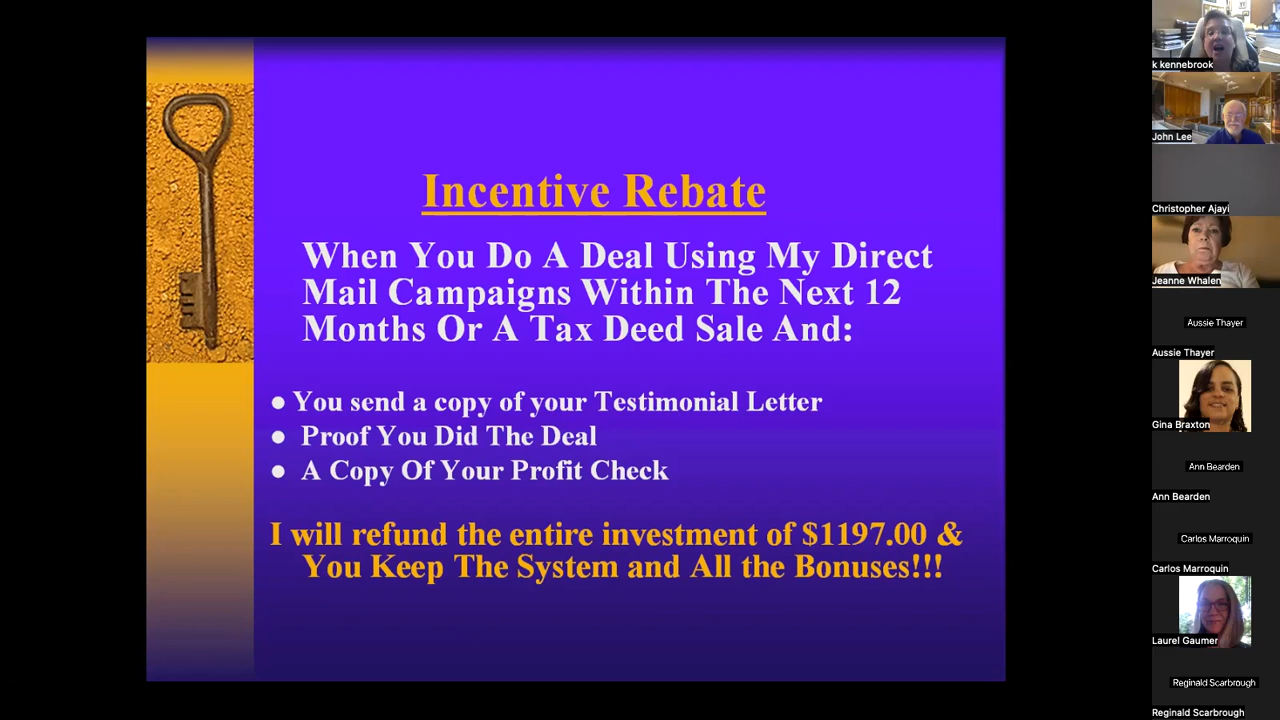 Incentive Rebate
When You Do A Deal Using My Direct
Mail Campaigns Within The Next 12
Months Or A Tax Deed Sale And:
● You send a copy of your Testimonial Letter
● Proof You Did The Deal
● A Copy Of Your Profit Check
I will refund the entire investment of $1197.00 &
You Keep The System and All the Bonuses!!!
k kennebrook
John Lee
Christopher Ajayi
Jeanne Whalen
Aussie Thayer
Aussie Thayer
Gina Braxton
Ann Bearden
Ann Bearden
Carlos Marroquin
Carlos Marroquin
Laurel Gaumer
Reginald Scarbrough
Reginald Scarbrough